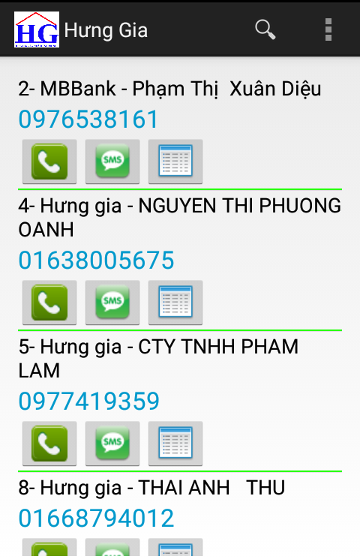 HG Hưng Gia
2- MBBank - Phạm Thị  Xuân Diệu
0976538161
SMS
4- Hưng gia - NGUYEN THI PHUONG
OANH
01638005675
SMS
5- Hưng gia - CTY TNHH PHAM
LAM
0977419359
SMS
8- Hưng gia - THAI ANH   THU
01668794012